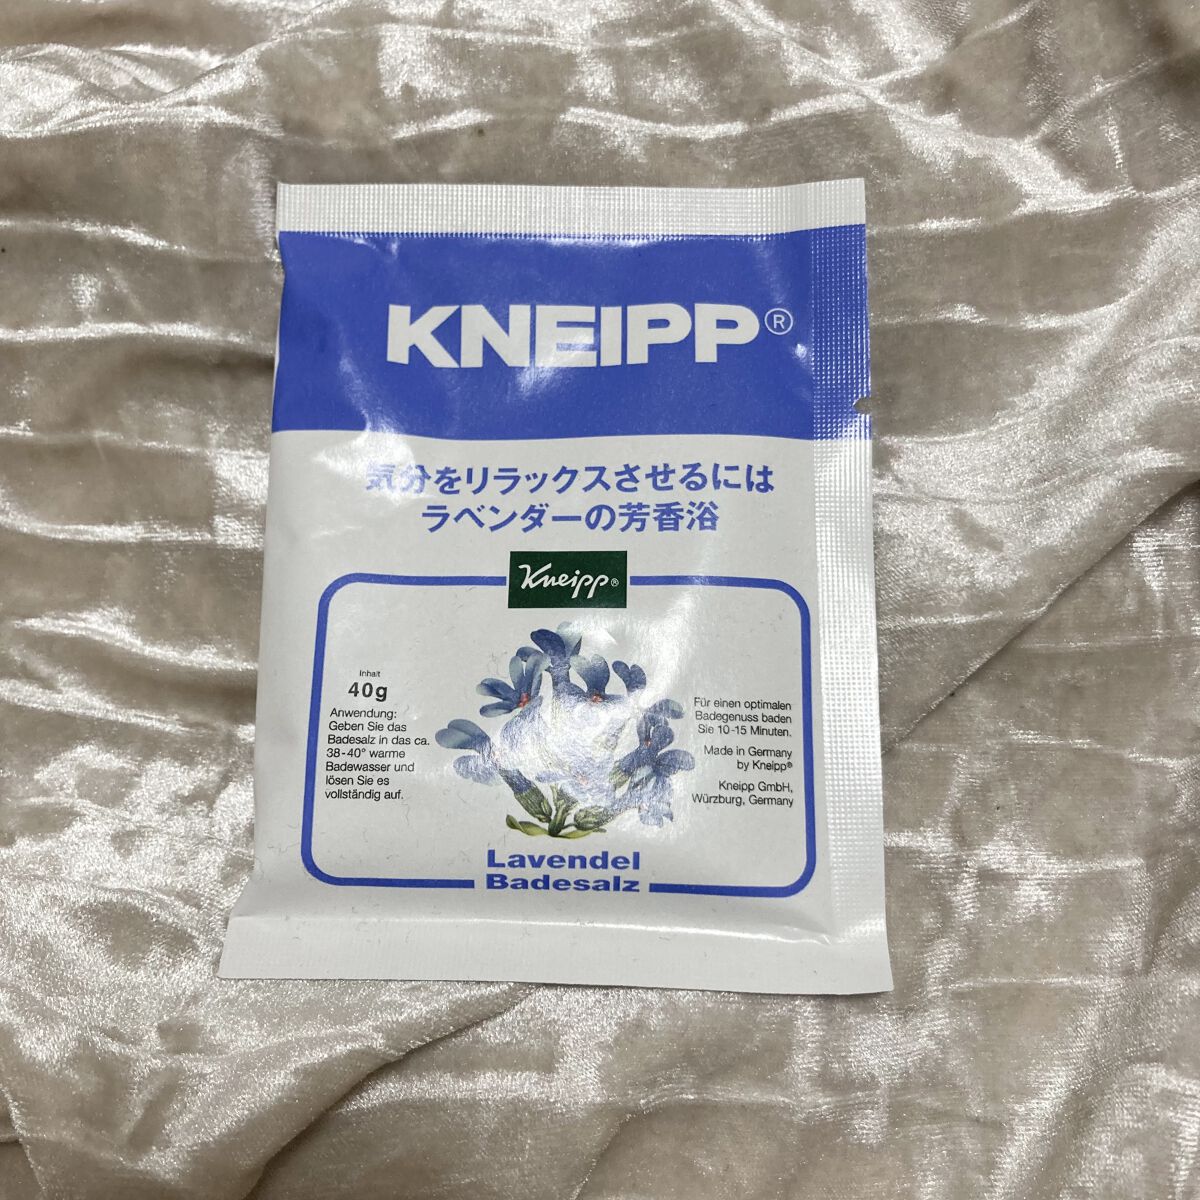 KNEIPP®
気分をリラックスさせるには
ラベンダーの芳香浴
Kneipp®
Inhalt
40g
Anwendung:
Geben Sie das
Badesalz in das ca.
38-40° warme
Badewasser und
lösen Sie es
vollständig auf.
Für einen optimalen
Badegenuss baden
Sie 10-15 Minuten.
Made in Germany
by Kneipp®
Kneipp GmbH,
Würzburg, Germany
Lavendel
Badesalz